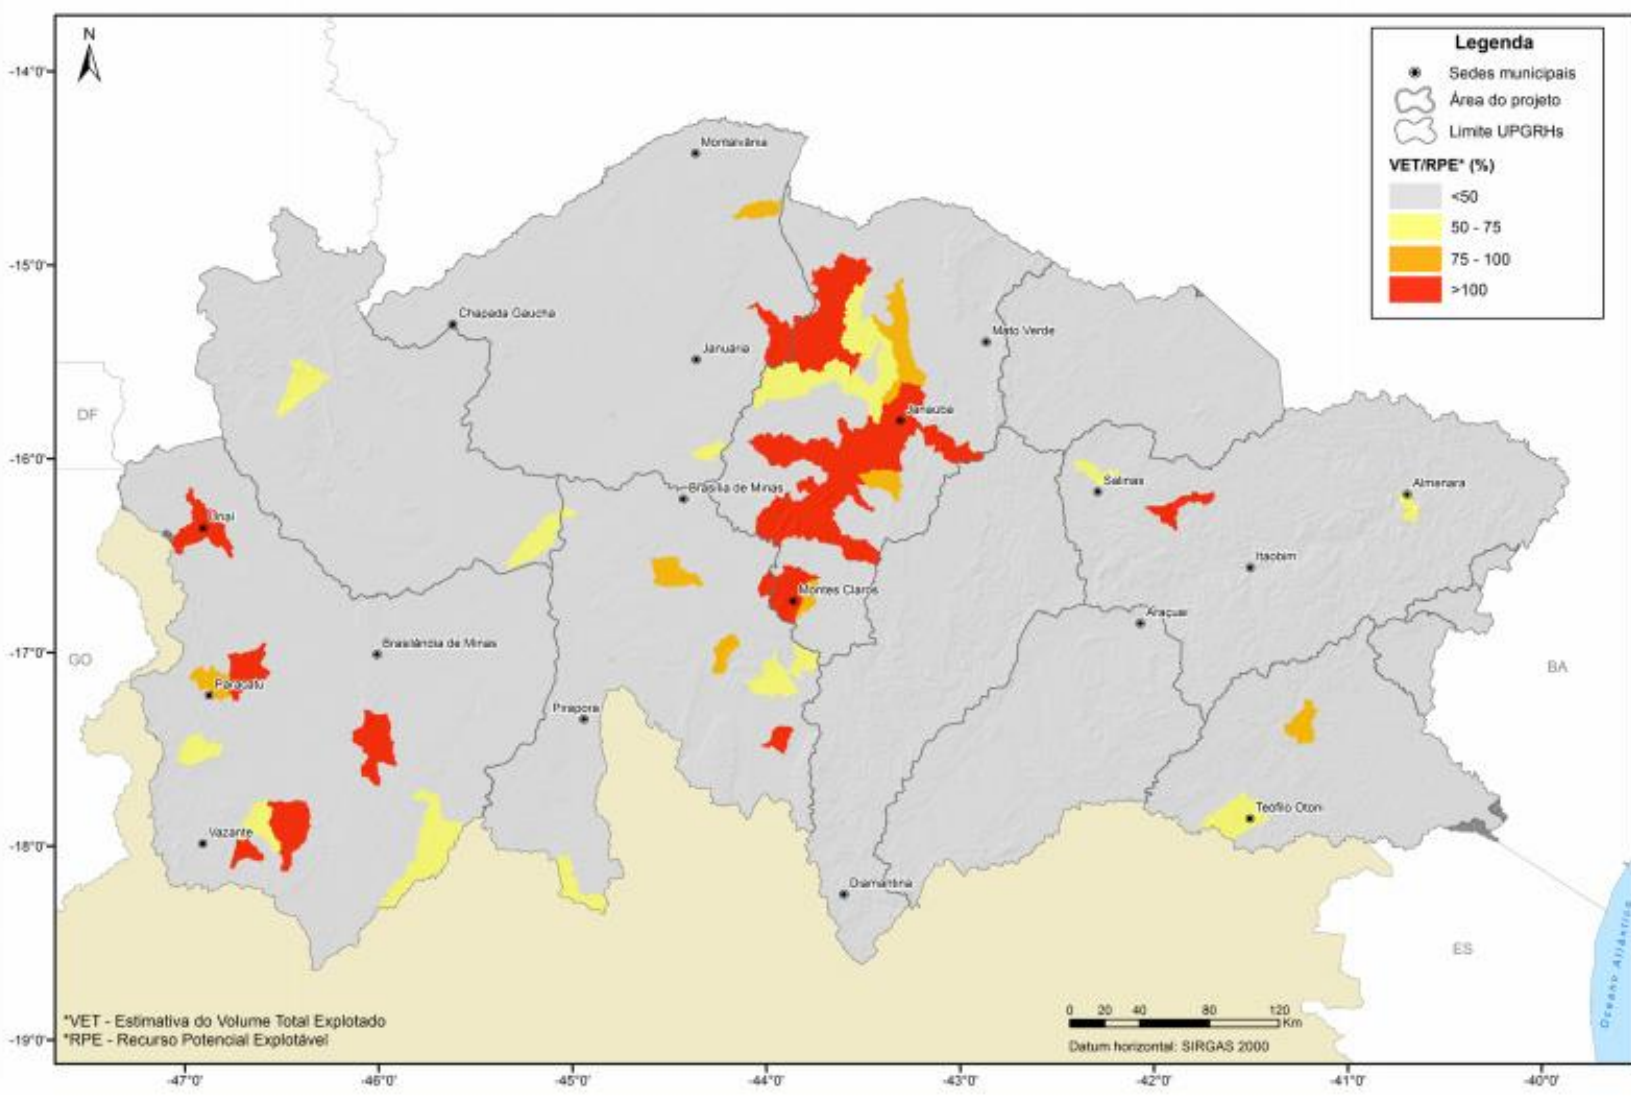 N
Legenda
Sedes municipais
Área do projeto
Limite UPGRHs
VET/RPE* (%)
<50
50 - 75
75 - 100
>100
-14°0'
-15°0'
-16°0'
-17°0'
-18°0'
-19°0'
Montalvânia
Chapada Gaucha
Januária
Mato Verde
Janaúba
DF
Brasília de Minas
Salinas
Almenara
Unaí
Itaobim
Montes Claros
Araçuaí
Brasilândia de Minas
GO
BA
Paracatu
Pirapora
Teófilo Otoni
Vazante
Diamantina
ES
Oceano Atlântico
*VET - Estimativa do Volume Total Explotado
*RPE - Recurso Potencial Explotável
0 20 40 80 120
Km
Datum horizontal: SIRGAS 2000
-47°0' -46°0' -45°0' -44°0' -43°0' -42°0' -41°0' -40°0'